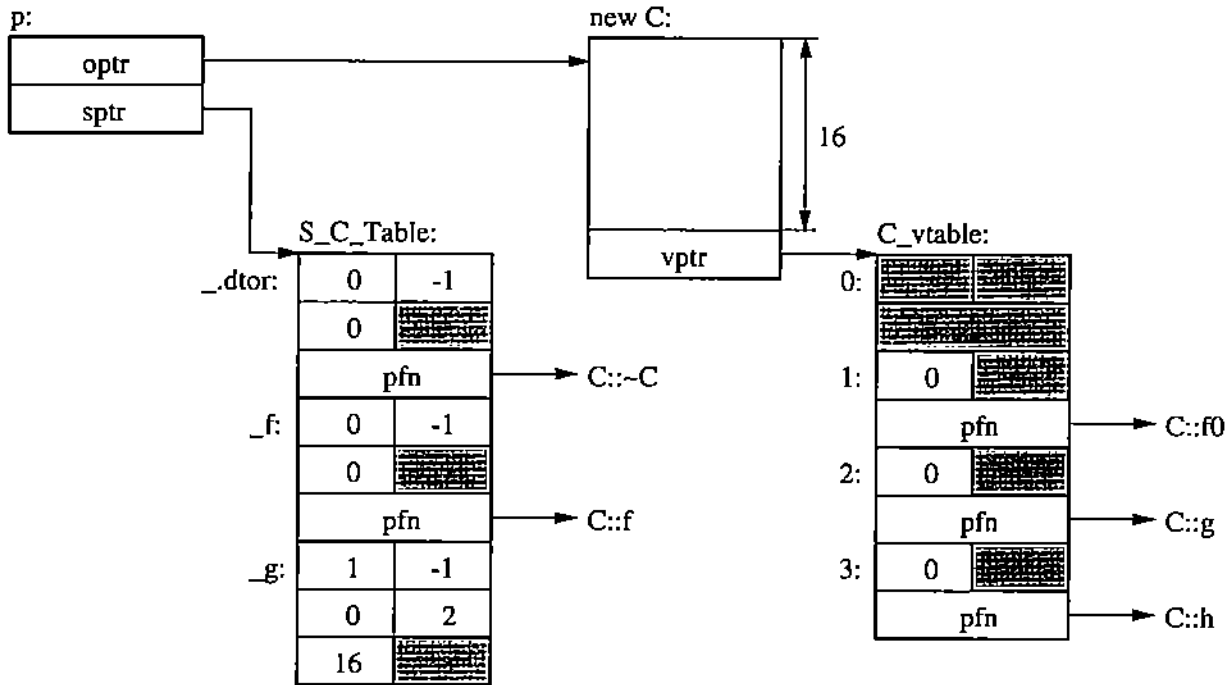 p:
new C:
optr
sptr
16
S_C_Table:
vptr
C_vtable:
_.dtor: 0 -1
0:
0
pfn
C::~C
1: 0
_f: 0 -1
pfn
C::f0
0
2: 0
pfn
C::f
pfn
C::g
_g: 1 -1
3: 0
0 2
pfn
C::h
16